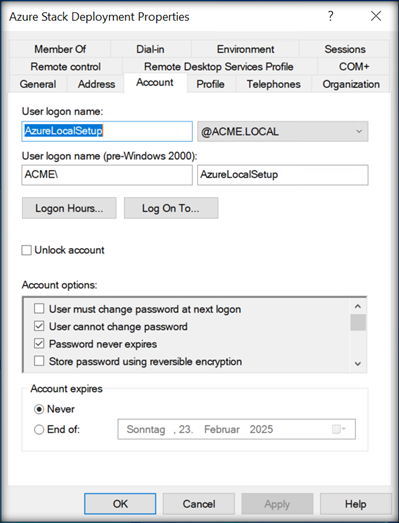 Azure Stack Deployment Properties ? ×
Member Of Dial-in Environment Sessions
Remote control Remote Desktop Services Profile COM+
General Address Account Profile Telephones Organization
User logon name:
AzureLocalSetup @ACME.LOCAL
User logon name (pre-Windows 2000):
ACME\ AzureLocalSetup
Logon Hours... Log On To...
Unlock account
Account options:
User must change password at next logon
User cannot change password
Password never expires
Store password using reversible encryption
Account expires
Never
End of: Sonntag , 23. Februar 2025
OK Cancel Apply Help